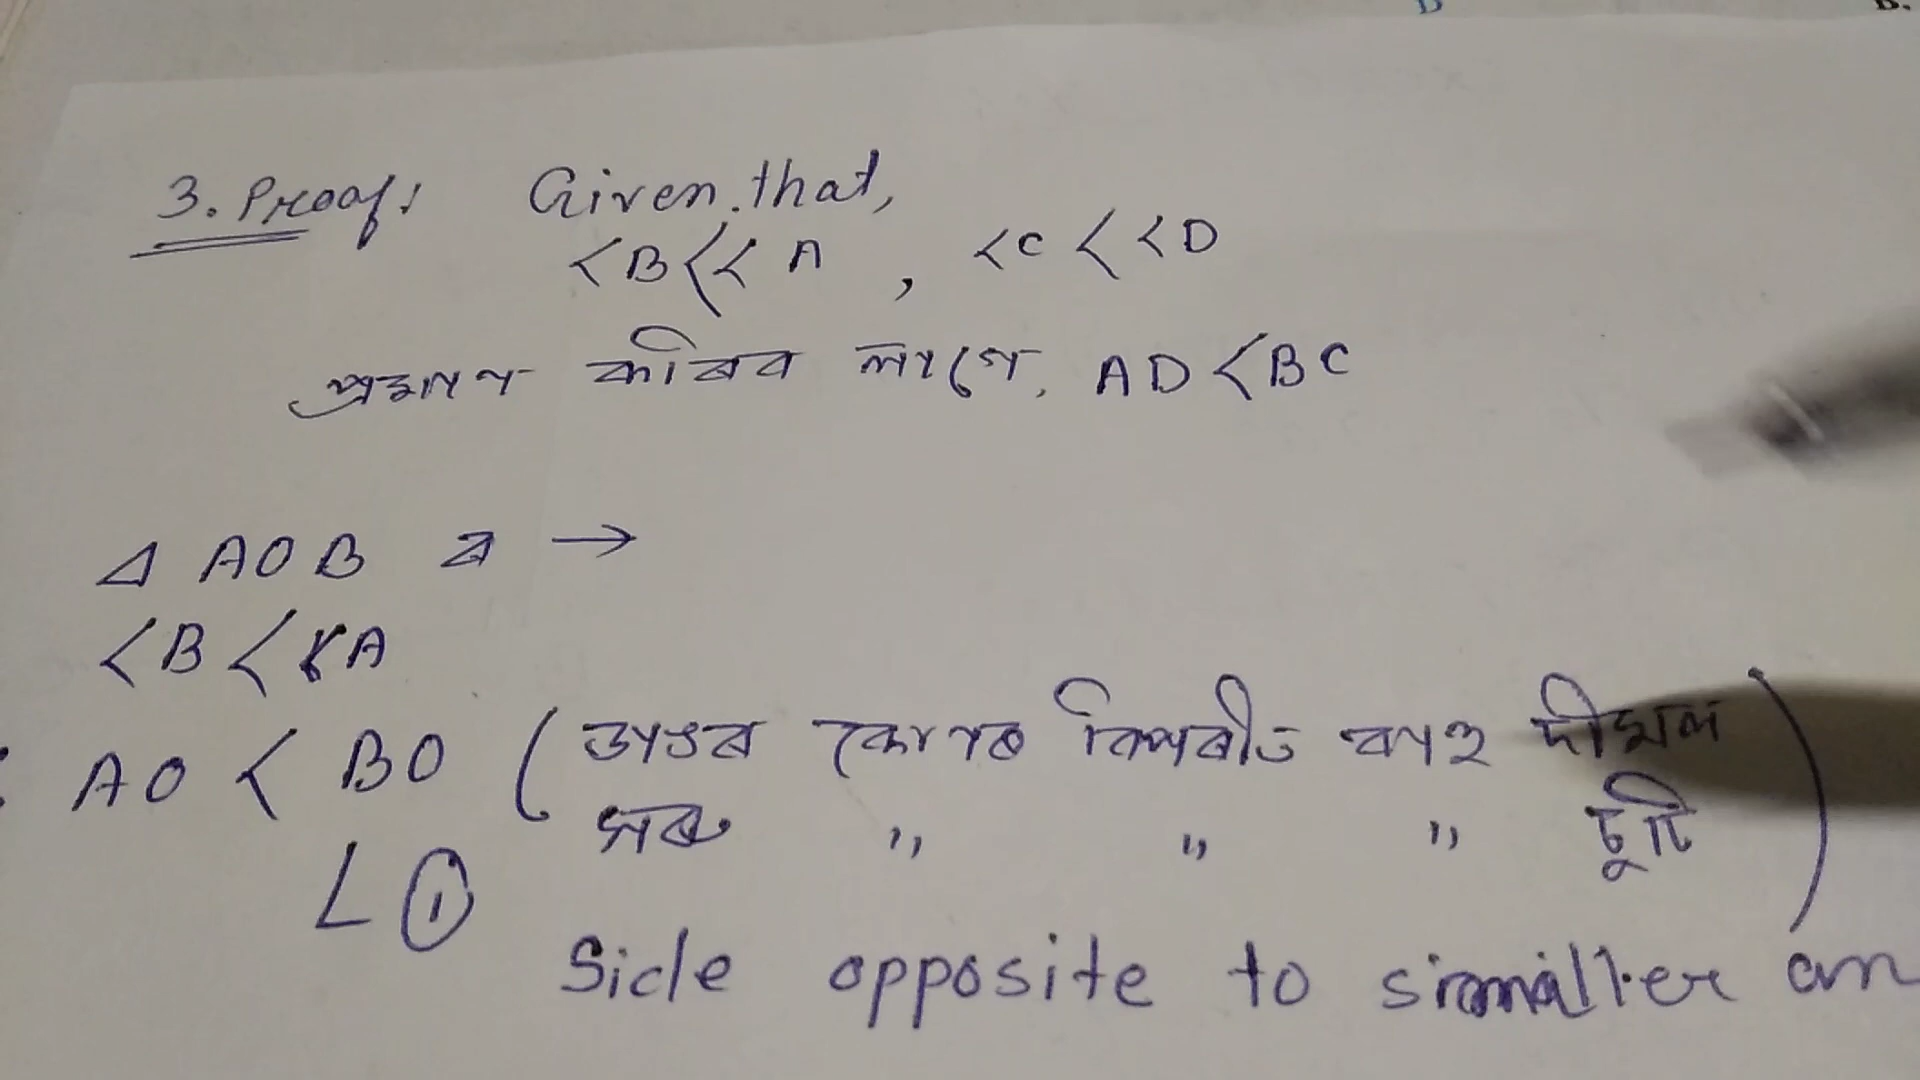 3. Proof: Given that,
<B < <A , <C < <D
প্ৰমাণ কৰিব লাগে, AD < BC
Δ AOB ৰ →
<B < <A
AO < BO ( ডাঙৰ কোণৰ বিপৰীত বাহু দীঘল
সৰু " " " চুটি )
∠ ①
Side opposite to smaller an